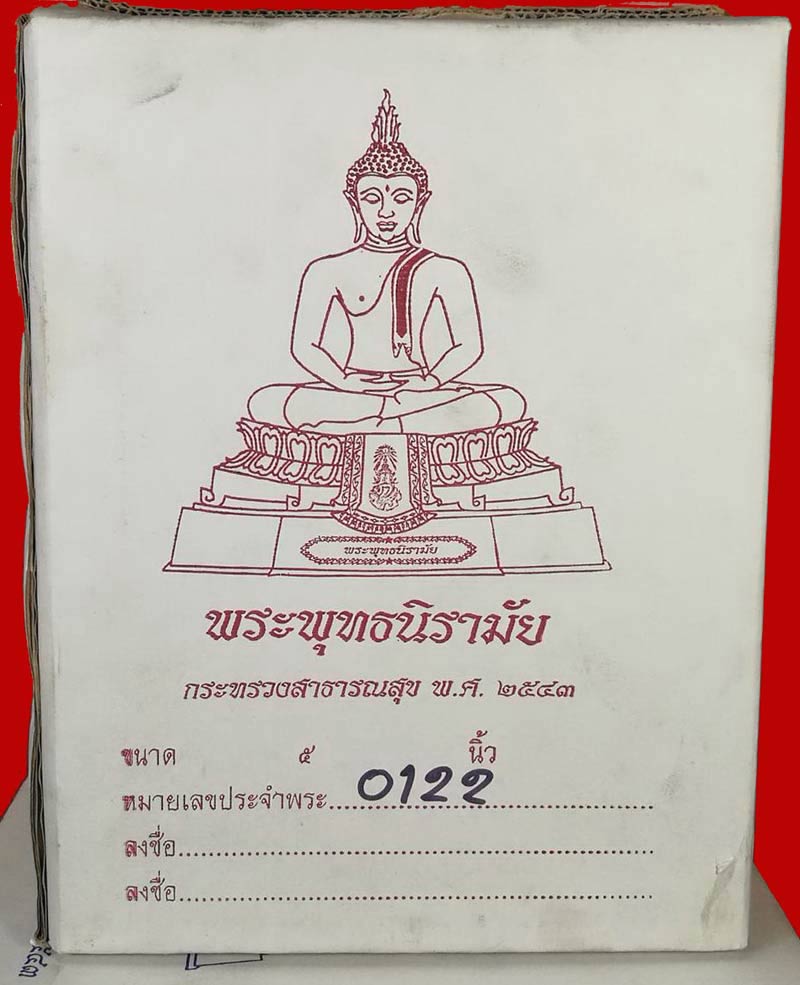 พระพุทธนิรามัย
พระพุทธนิรามัย
กระทรวงสาธารณสุข พ.ศ. ๒๕๔๓
ขนาด ๕ นิ้ว
หมายเลขประจำพระ.....0122.....
ลงชื่อ..........
ลงชื่อ..........